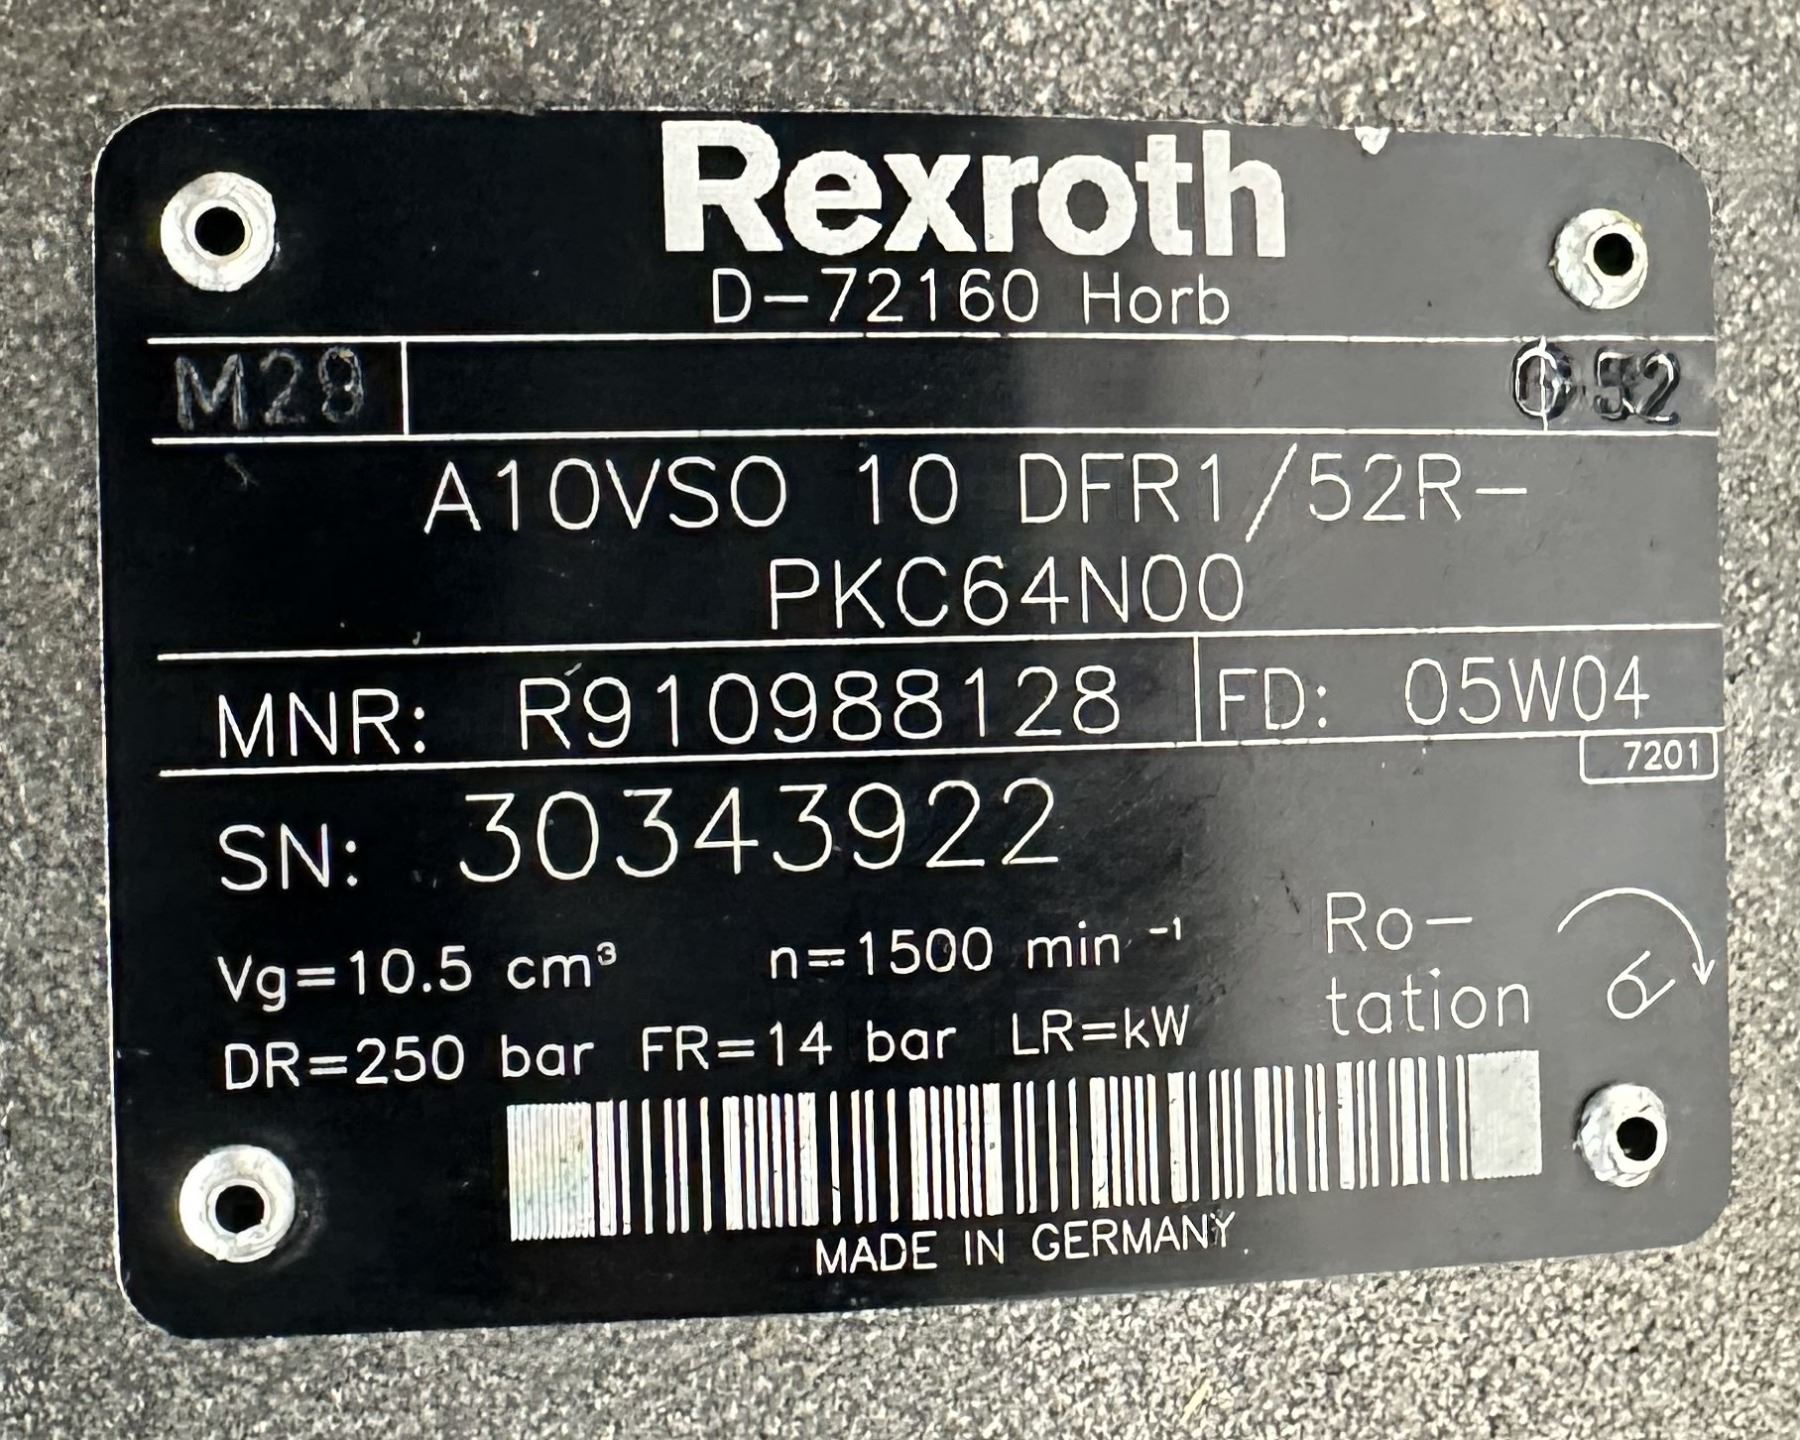 Rexroth
D-72160 Horb
M28 52
A10VSO 10 DFR1/52R-
PKC64N00
MNR: R910988128 FD: 05W04
7201
SN: 30343922
Vg=10.5 cm³ n=1500 min⁻¹ Ro-
tation
DR=250 bar FR=14 bar LR=kW
MADE IN GERMANY